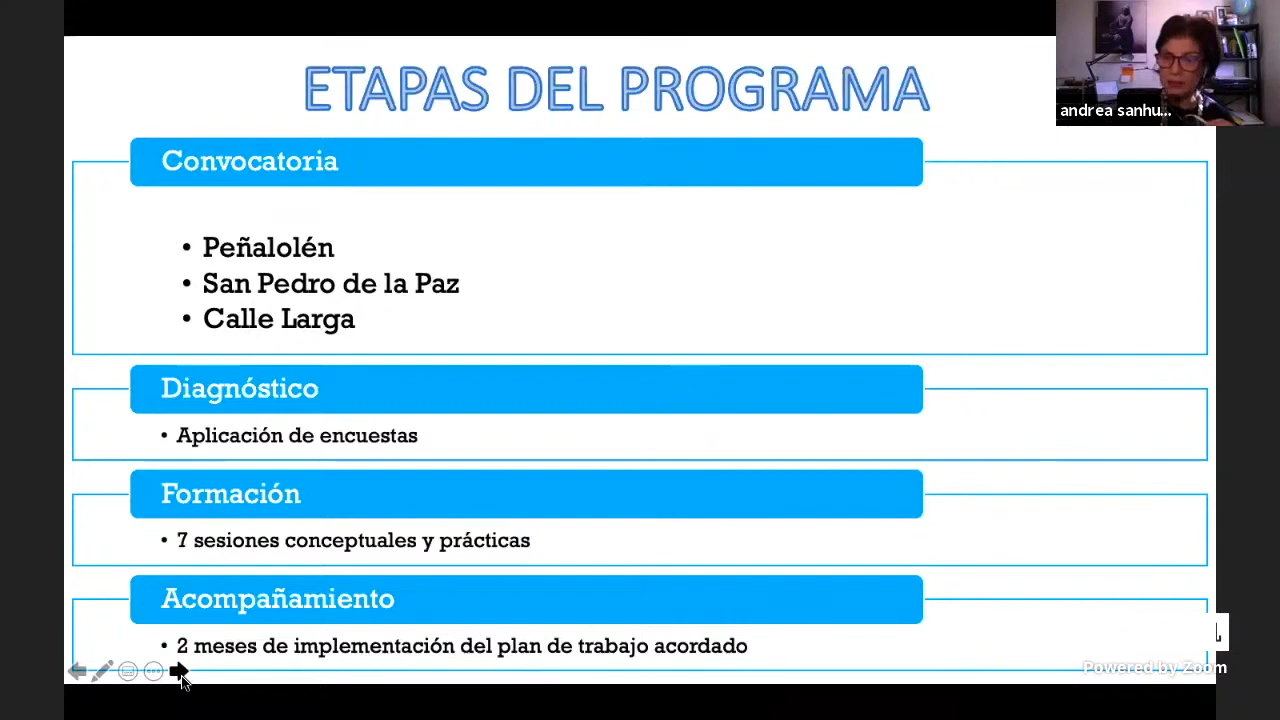 ETAPAS DEL PROGRAMA
andrea sanhu...
Convocatoria
• Peñalolén
• San Pedro de la Paz
• Calle Larga
Diagnóstico
• Aplicación de encuestas
Formación
• 7 sesiones conceptuales y prácticas
Acompañamiento
• 2 meses de implementación del plan de trabajo acordado
Powered by Zoom